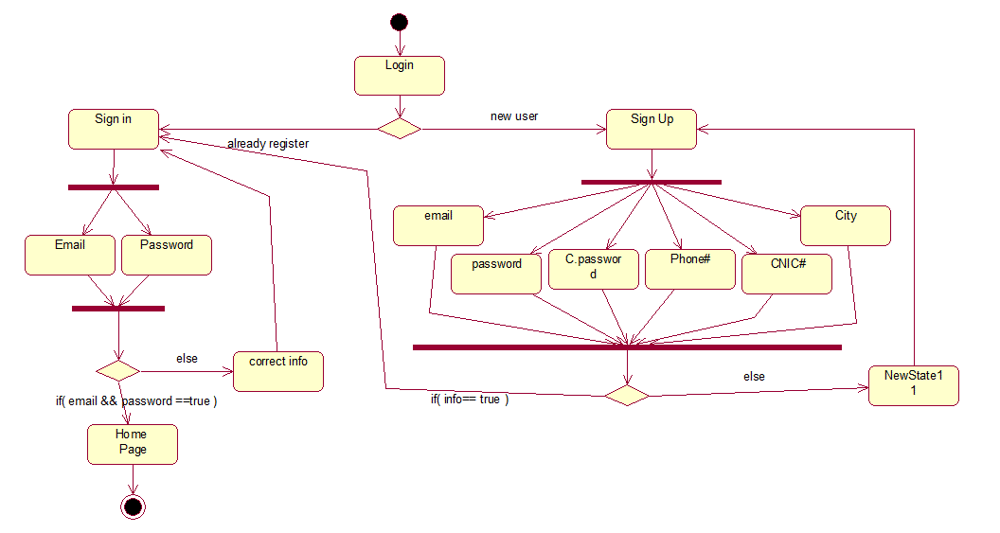 Login
Sign in
new user
Sign Up
already register
email
City
Email
Password
password
C.passwor
d
Phone#
CNIC#
else
correct info
else
NewState1
1
if( email && password ==true )
if( info== true )
Home
Page